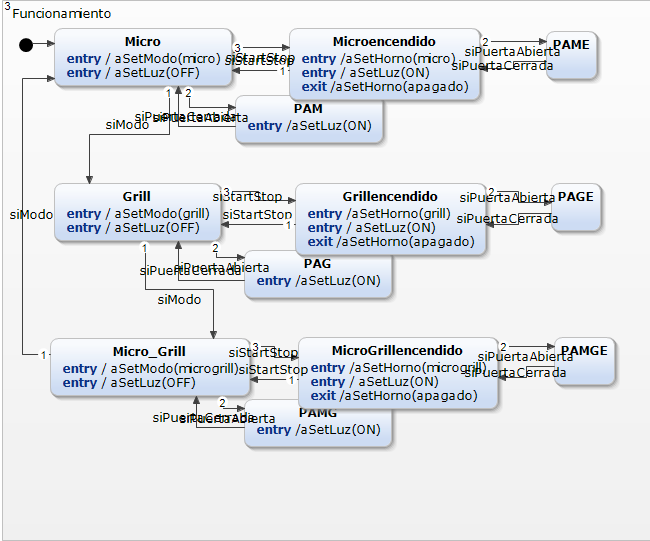 3
Funcionamiento
Micro
entry / aSetModo(micro)
entry / aSetLuz(OFF)
3
siStartStop
siStartStop
1
Microencendido
entry /aSetHorno(micro)
entry / aSetLuz(ON)
exit /aSetHorno(apagado)
2
siPuertaAbierta
siPuertaCerrada
PAME
1
2
siPuertaCerrada
siPuertaAbierta
PAM
entry /aSetLuz(ON)
siModo
siModo
Grill
entry / aSetModo(grill)
entry / aSetLuz(OFF)
3
siStartStop
siStartStop
1
Grillencendido
entry /aSetHorno(grill)
entry / aSetLuz(ON)
exit /aSetHorno(apagado)
2
siPuertaAbierta
siPuertaCerrada
PAGE
1
2
siPuertaAbierta
siPuertaCerrada
PAG
entry /aSetLuz(ON)
siModo
1
Micro_Grill
entry / aSetModo(microgrill)
entry / aSetLuz(OFF)
3
siStartStop
siStartStop
1
MicroGrillencendido
entry /aSetHorno(microgrill)
entry / aSetLuz(ON)
exit /aSetHorno(apagado)
2
siPuertaAbierta
siPuertaCerrada
PAMGE
2
siPuertaCerrada
siPuertaAbierta
PAMG
entry /aSetLuz(ON)